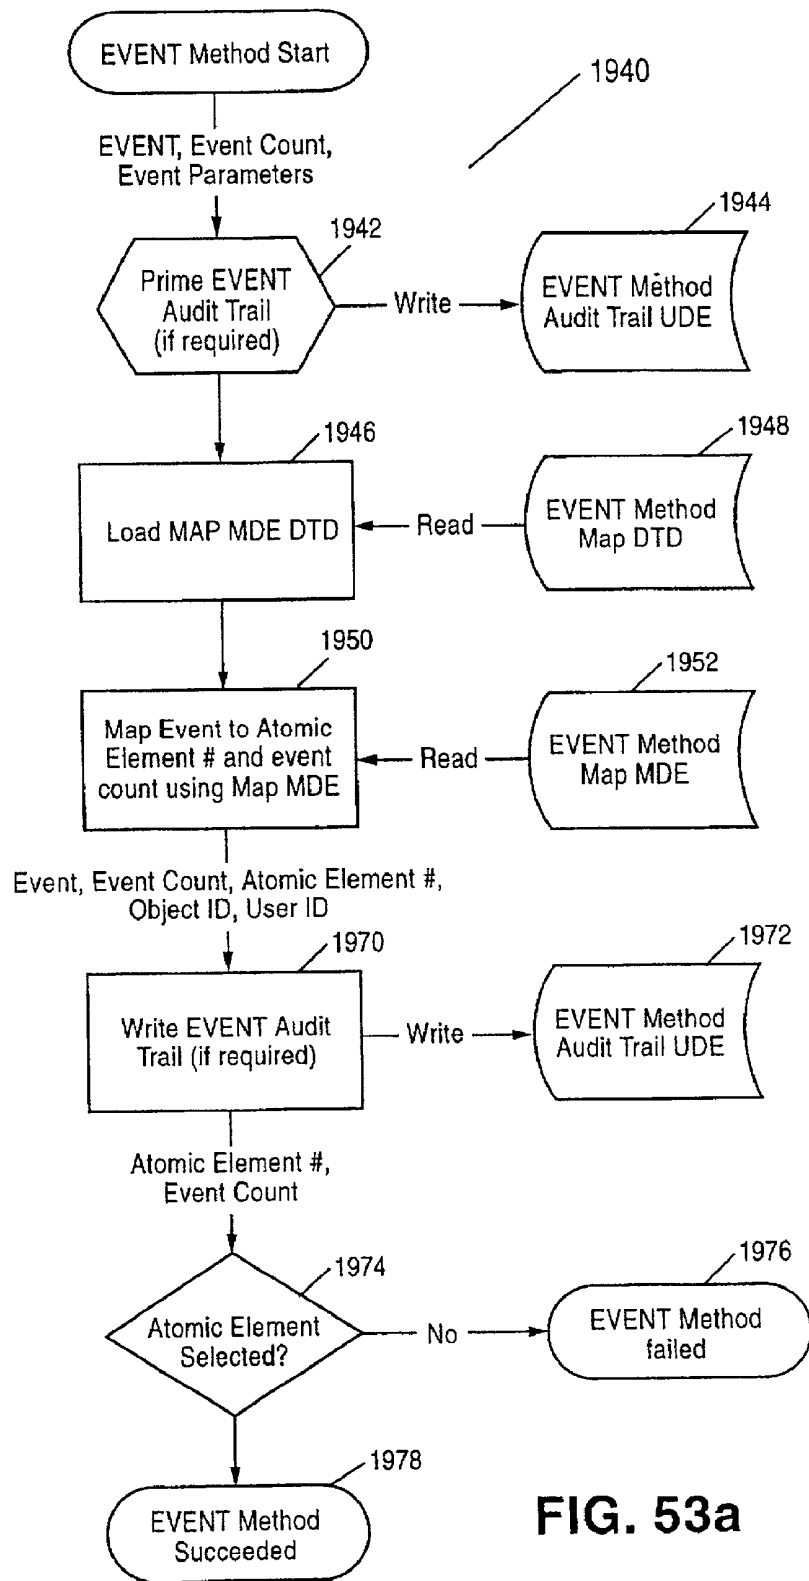 EVENT Method Start
1940
EVENT, Event Count,
Event Parameters
1942
1944
Prime EVENT
Audit Trail
(if required)
Write
EVENT Method
Audit Trail UDE
1946
1948
Load MAP MDE DTD
Read
EVENT Method
Map DTD
1950
1952
Map Event to Atomic
Element # and event
count using Map MDE
Read
EVENT Method
Map MDE
Event, Event Count, Atomic Element #,
Object ID, User ID
1970
1972
Write EVENT Audit
Trail (if required)
Write
EVENT Method
Audit Trail UDE
Atomic Element #,
Event Count
1974
1976
Atomic Element
Selected?
No
EVENT Method
failed
1978
EVENT Method
Succeeded
FIG. 53a